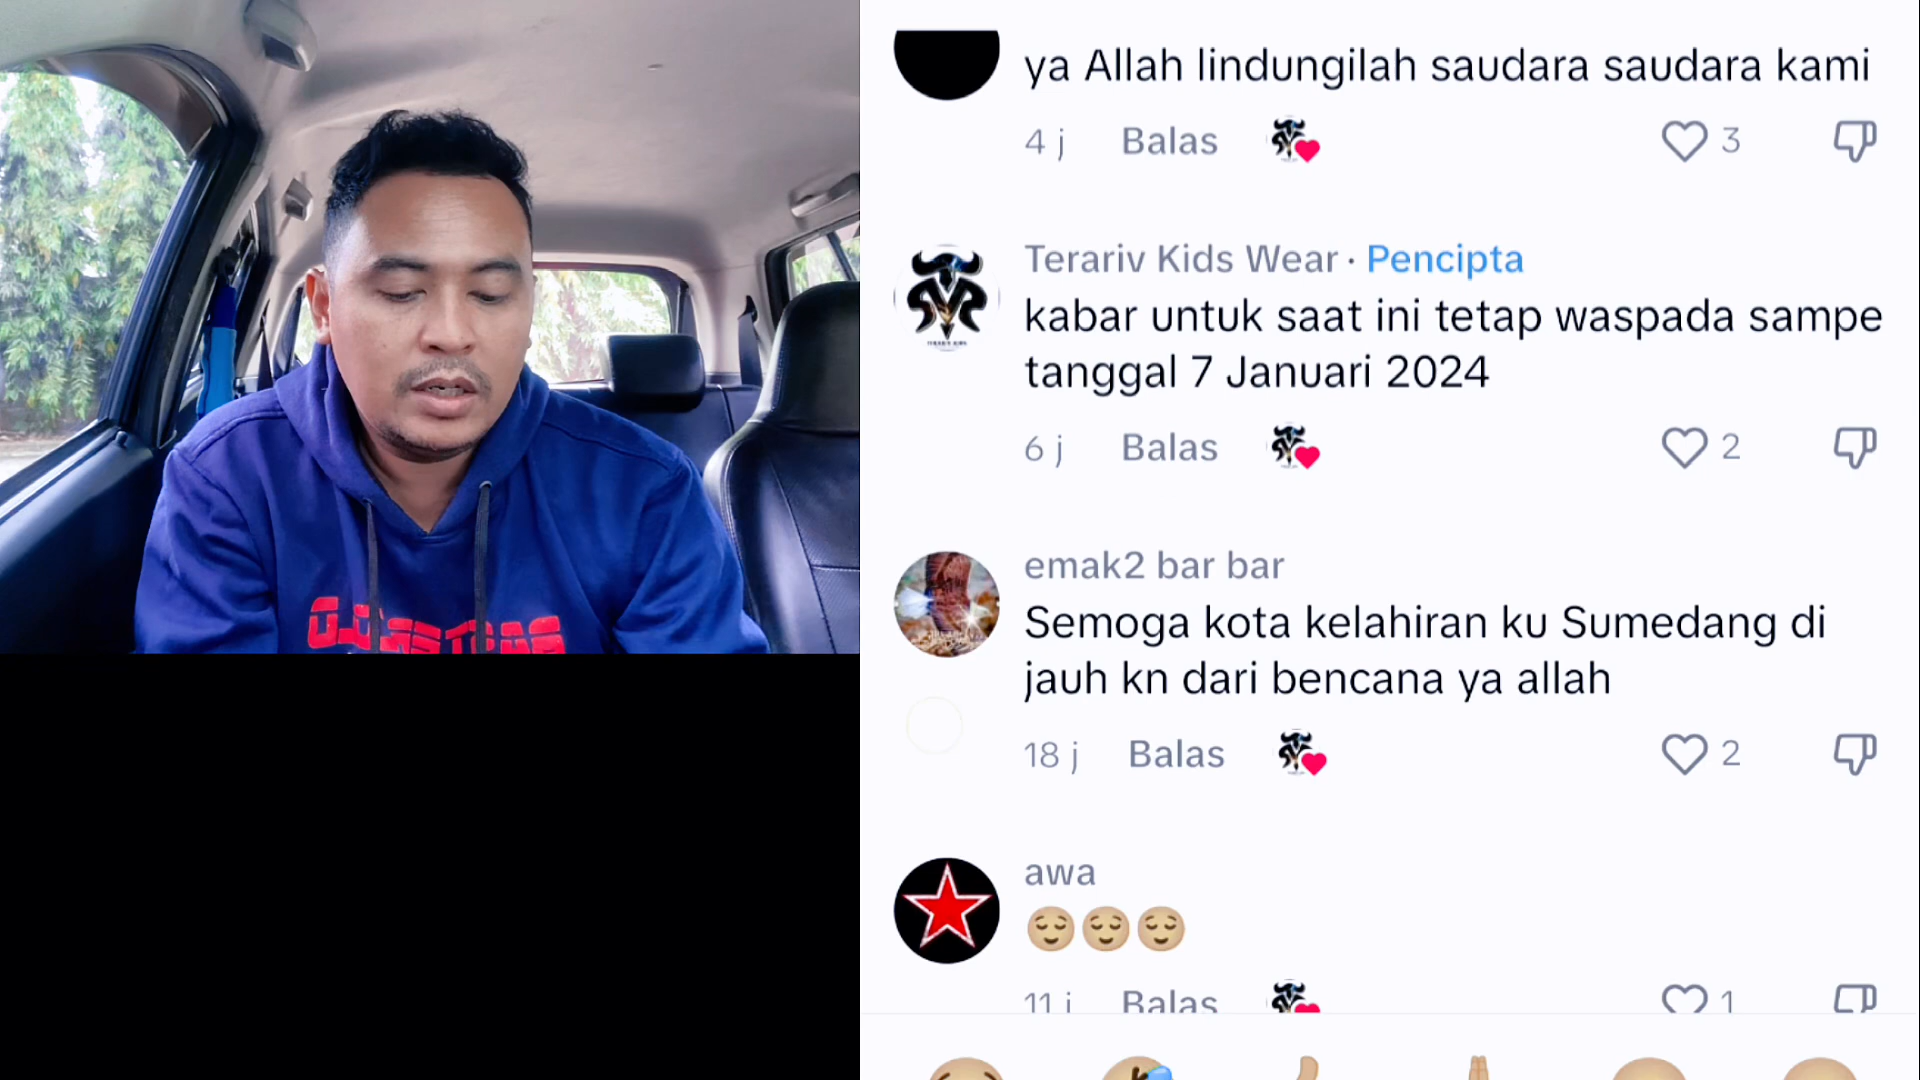 ya Allah lindungilah saudara saudara kami
4 j Balas 3
Terariv Kids Wear · Pencipta
kabar untuk saat ini tetap waspada sampe
tanggal 7 Januari 2024
6 j Balas 2
emak2 bar bar
Semoga kota kelahiran ku Sumedang di
jauh kn dari bencana ya allah
18 j Balas 2
awa
😌😌😌
11 j Balas 1